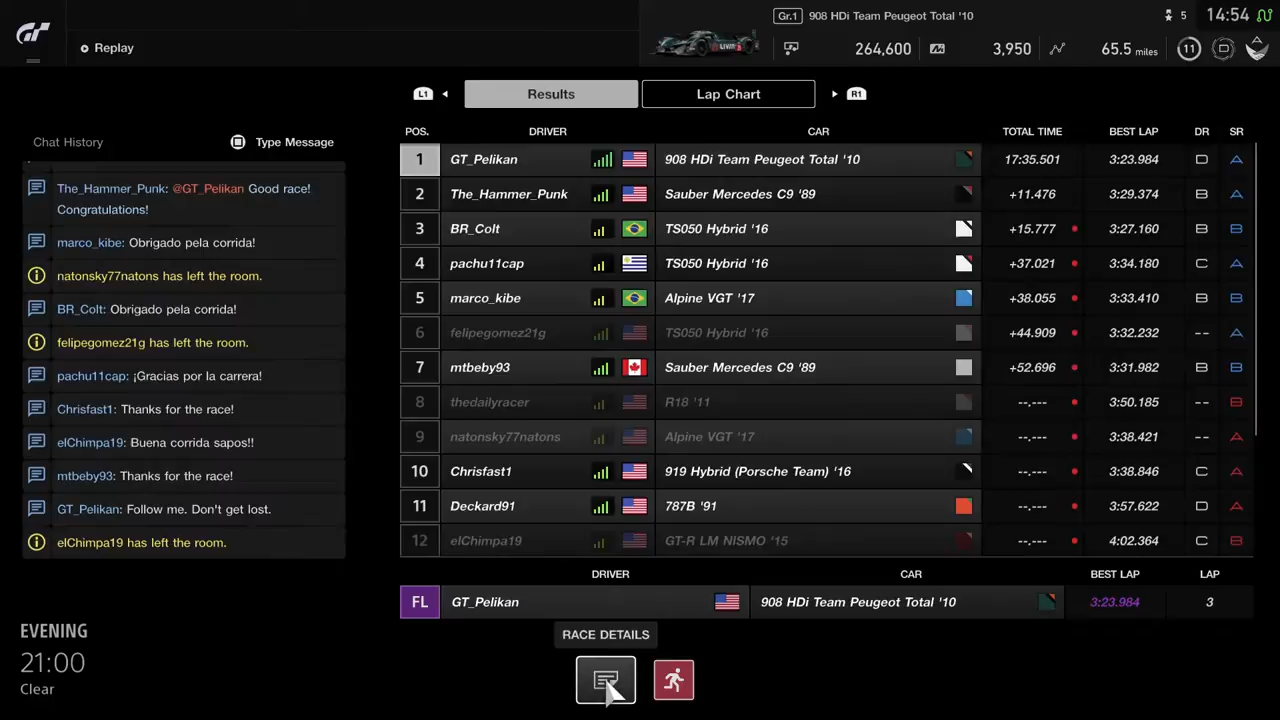 Gr.1 908 HDi Team Peugeot Total '10
5 14:54
Replay
264,600 3,950 65.5 miles 11
L1 Results Lap Chart R1
Chat History Type Message
The_Hammer_Punk: @GT_Pelikan Good race!
Congratulations!
marco_kibe: Obrigado pela corrida!
natonsky77natons has left the room.
BR_Colt: Obrigado pela corrida!
felipegomez21g has left the room.
pachu11cap: ¡Gracias por la carrera!
Chrisfast1: Thanks for the race!
elChimpa19: Buena corrida sapos!!
mtbeby93: Thanks for the race!
GT_Pelikan: Follow me. Don't get lost.
elChimpa19 has left the room.
POS. DRIVER CAR TOTAL TIME BEST LAP DR SR
1 GT_Pelikan 908 HDi Team Peugeot Total '10 17:35.501 3:23.984 D A
2 The_Hammer_Punk Sauber Mercedes C9 '89 +11.476 3:29.374 B A
3 BR_Colt TS050 Hybrid '16 +15.777 3:27.160 B B
4 pachu11cap TS050 Hybrid '16 +37.021 3:34.180 C A
5 marco_kibe Alpine VGT '17 +38.055 3:33.410 B B
6 felipegomez21g TS050 Hybrid '16 +44.909 3:32.232 -- A
7 mtbeby93 Sauber Mercedes C9 '89 +52.696 3:31.982 B B
8 thedailyracer R18 '11 --.--- 3:50.185 -- B
9 natonsky77natons Alpine VGT '17 --.--- 3:38.421 -- A
10 Chrisfast1 919 Hybrid (Porsche Team) '16 --.--- 3:38.846 C A
11 Deckard91 787B '91 --.--- 3:57.622 D A
12 elChimpa19 GT-R LM NISMO '15 --.--- 4:02.364 C B
DRIVER CAR BEST LAP LAP
FL GT_Pelikan 908 HDi Team Peugeot Total '10 3:23.984 3
RACE DETAILS
EVENING
21:00
Clear